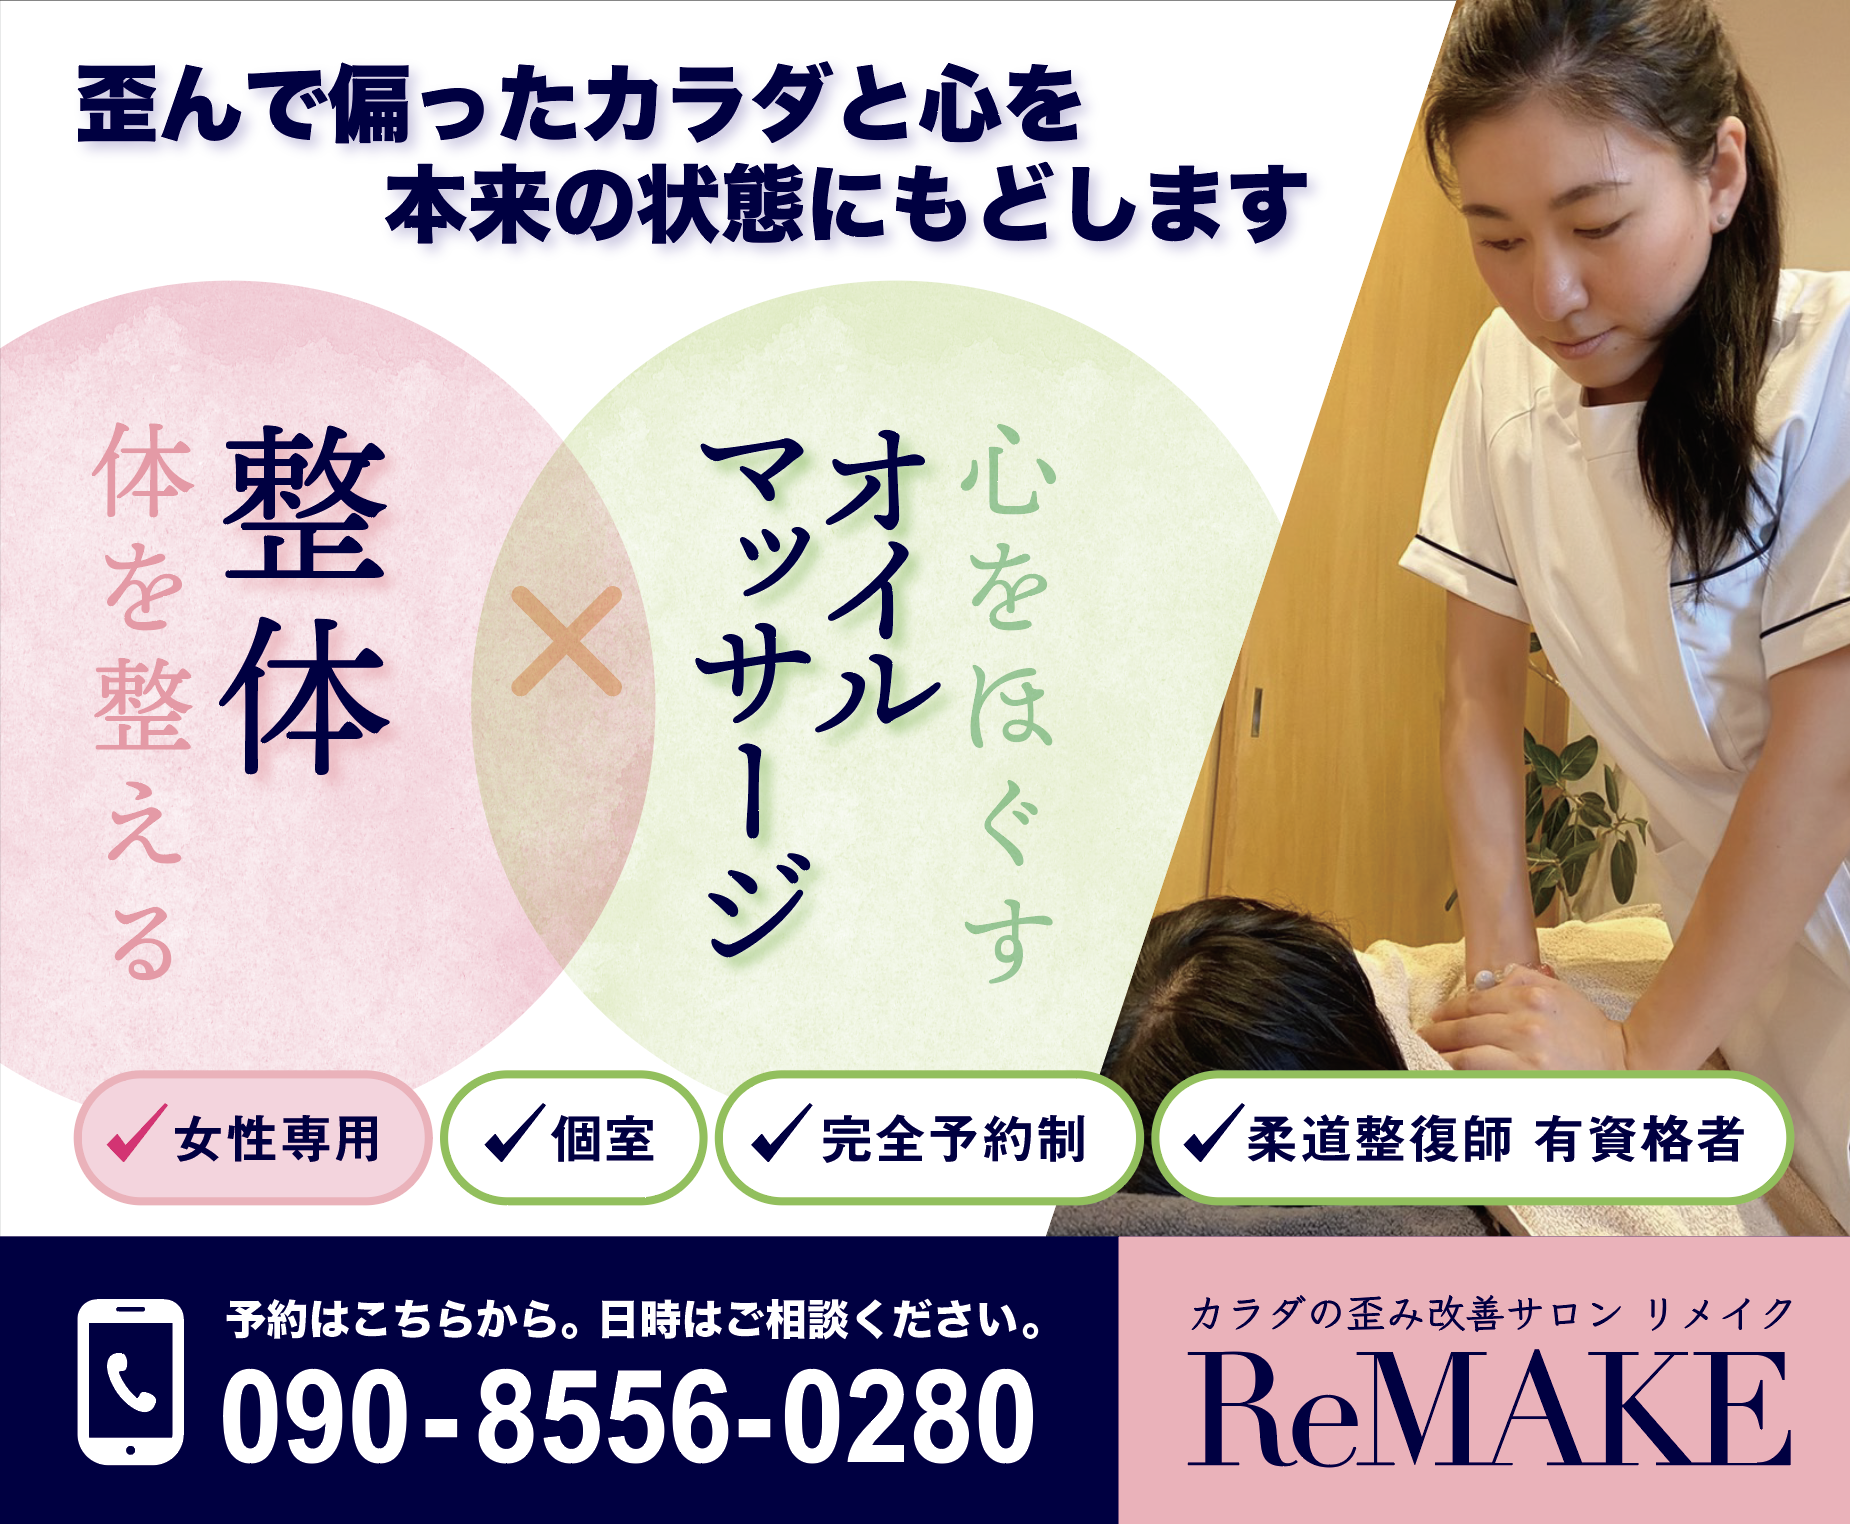 歪んで偏ったカラダと心を
本来の状態にもどします
体を整える
整体
×
心をほぐす
オイル
マッサージ
女性専用
個室
完全予約制
柔道整復師 有資格者
予約はこちらから。日時はご相談ください。
090-8556-0280
カラダの歪み改善サロン リメイク
ReMAKE